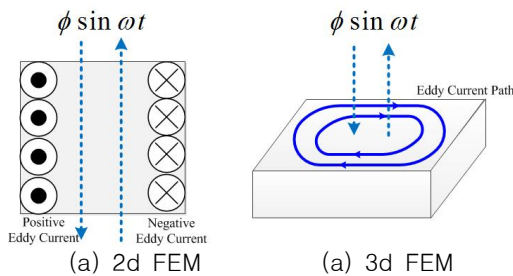 ϕ sin ωt
Positive
Eddy Current
Negative
Eddy Current
(a) 2d FEM
ϕ sin ωt
Eddy Current Path
(a) 3d FEM